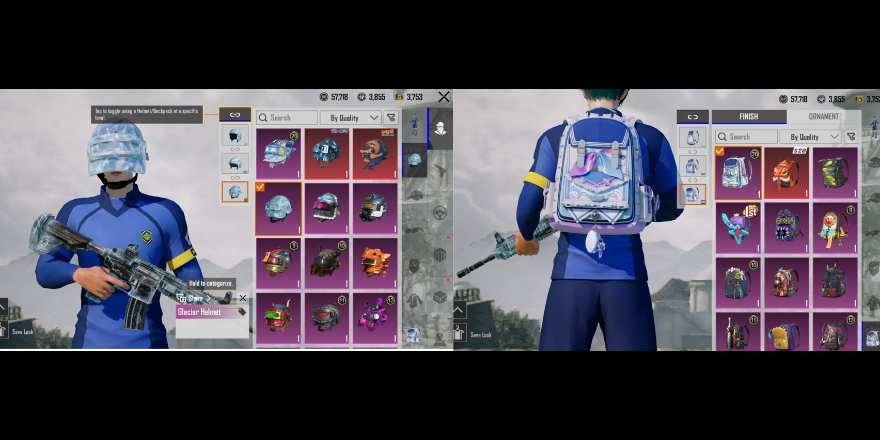 57,718 3,855 3,753
Tap to toggle using a Helmet/Backpack at a specific
level.
Search
By Quality
Hold to categorize.
Share
Glacier Helmet
Save Look
57,718 3,855 3,753
FINISH
ORNAMENT
Search
By Quality
1st
Save Look